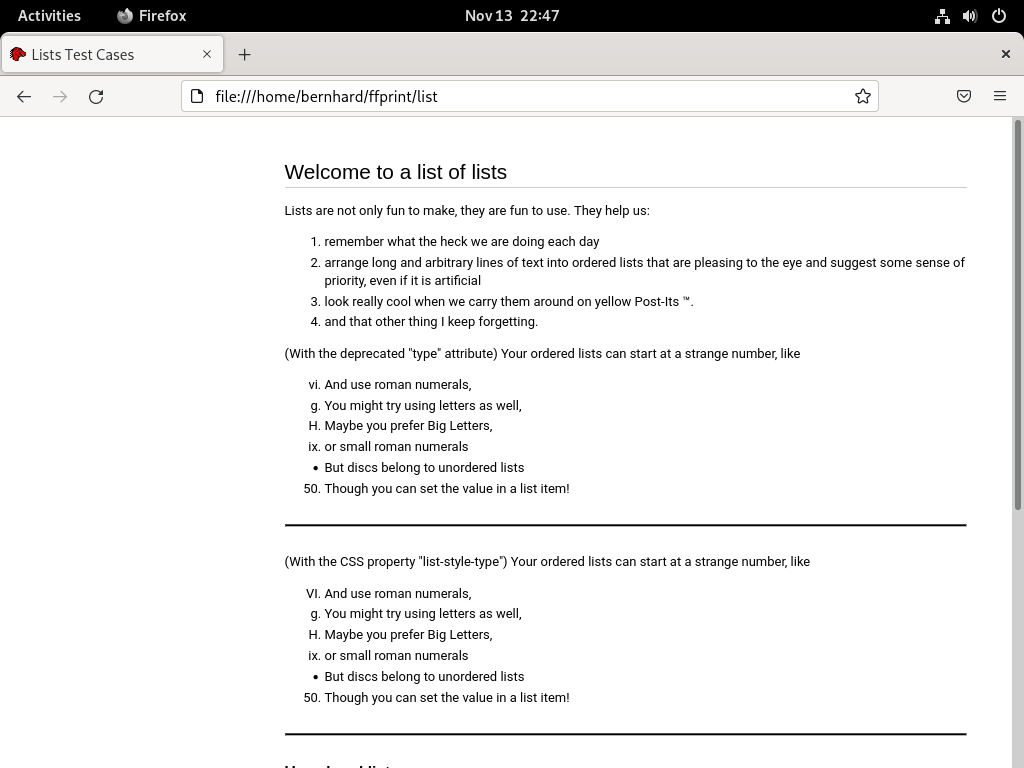 Activities Firefox Nov 13 22:47
Lists Test Cases
file:///home/bernhard/ffprint/list
Welcome to a list of lists
Lists are not only fun to make, they are fun to use. They help us:
1. remember what the heck we are doing each day
2. arrange long and arbitrary lines of text into ordered lists that are pleasing to the eye and suggest some sense of
priority, even if it is artificial
3. look really cool when we carry them around on yellow Post-Its ™.
4. and that other thing I keep forgetting.
(With the deprecated "type" attribute) Your ordered lists can start at a strange number, like
vi. And use roman numerals,
g. You might try using letters as well,
H. Maybe you prefer Big Letters,
ix. or small roman numerals
• But discs belong to unordered lists
50. Though you can set the value in a list item!
(With the CSS property "list-style-type") Your ordered lists can start at a strange number, like
VI. And use roman numerals,
g. You might try using letters as well,
H. Maybe you prefer Big Letters,
ix. or small roman numerals
• But discs belong to unordered lists
50. Though you can set the value in a list item!